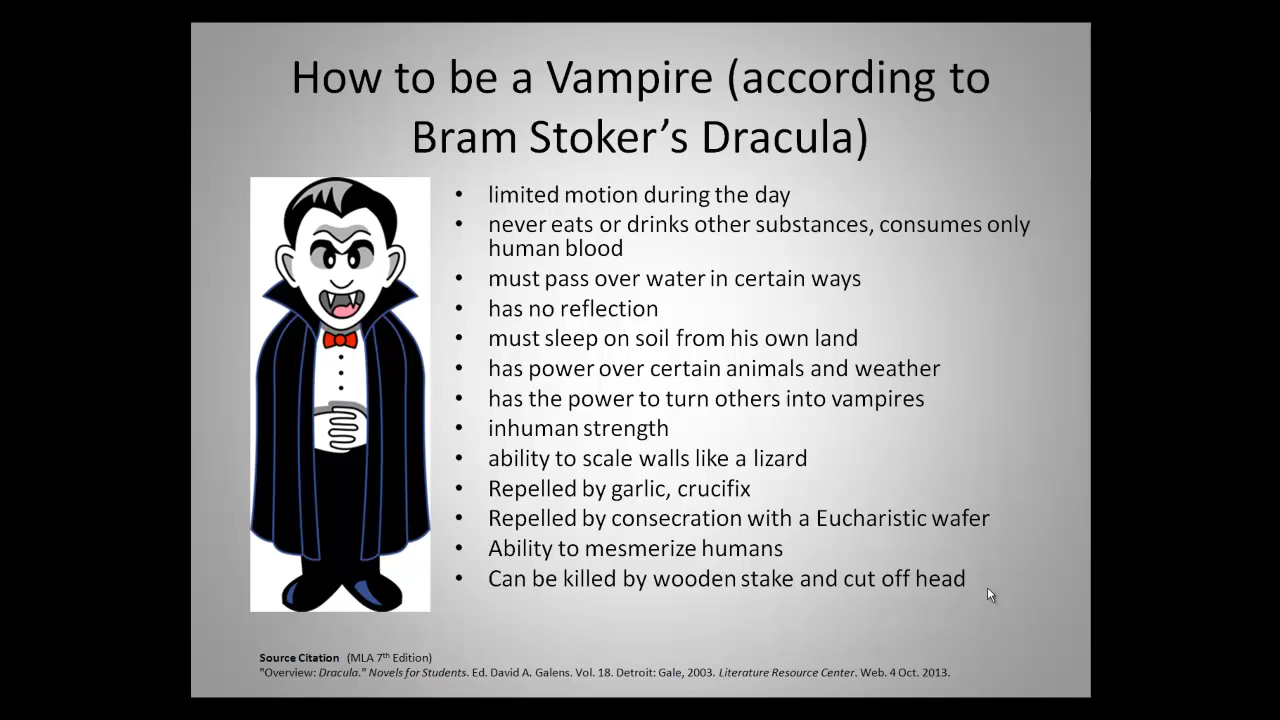 How to be a Vampire (according to
Bram Stoker’s Dracula)
• limited motion during the day
• never eats or drinks other substances, consumes only
human blood
• must pass over water in certain ways
• has no reflection
• must sleep on soil from his own land
• has power over certain animals and weather
• has the power to turn others into vampires
• inhuman strength
• ability to scale walls like a lizard
• Repelled by garlic, crucifix
• Repelled by consecration with a Eucharistic wafer
• Ability to mesmerize humans
• Can be killed by wooden stake and cut off head
Source Citation (MLA 7th Edition)
"Overview: Dracula." Novels for Students. Ed. David A. Galens. Vol. 18. Detroit: Gale, 2003. Literature Resource Center. Web. 4 Oct. 2013.